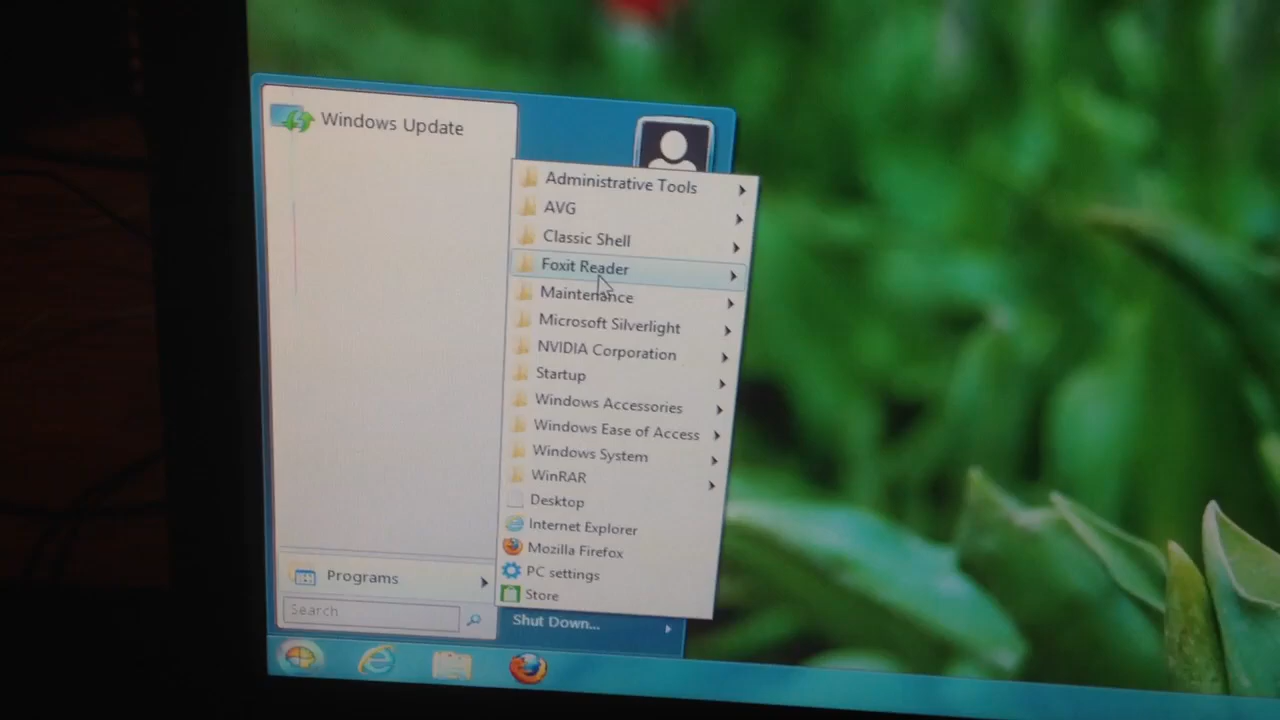 Windows Update
Administrative Tools
AVG
Classic Shell
Foxit Reader
Maintenance
Microsoft Silverlight
NVIDIA Corporation
Startup
Windows Accessories
Windows Ease of Access
Windows System
WinRAR
Desktop
Internet Explorer
Mozilla Firefox
PC settings
Store
Programs
Search
Shut Down...